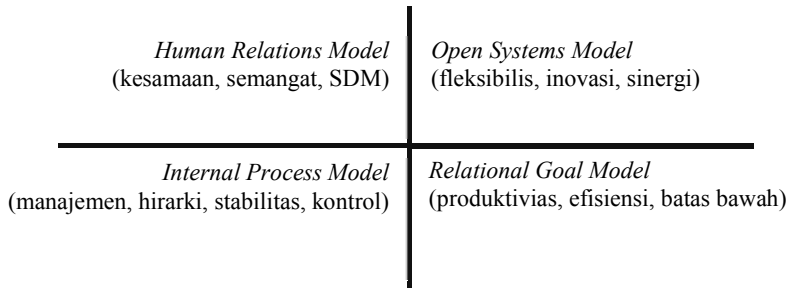 Human Relations Model
(kesamaan, semangat, SDM)
Open Systems Model
(fleksibilis, inovasi, sinergi)
Internal Process Model
(manajemen, hirarki, stabilitas, kontrol)
Relational Goal Model
(produktivias, efisiensi, batas bawah)